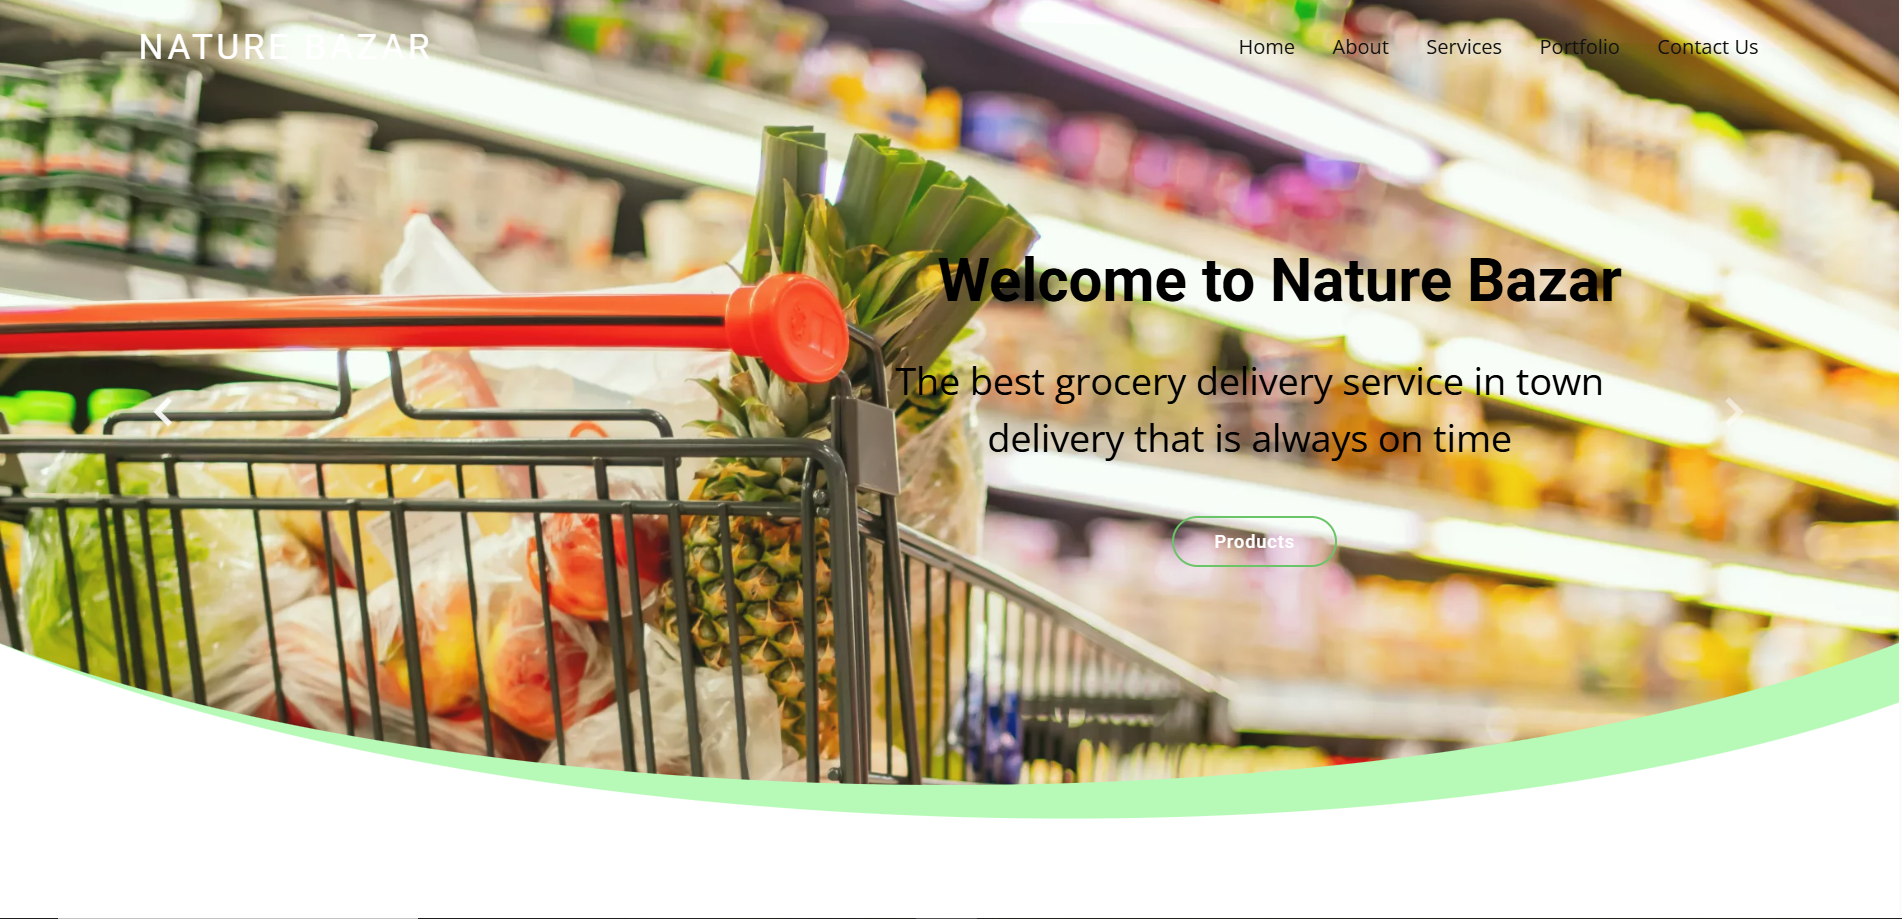 NATURE BAZAR
Home About Services Portfolio Contact Us
Welcome to Nature Bazar
The best grocery delivery service in town
delivery that is always on time
Products